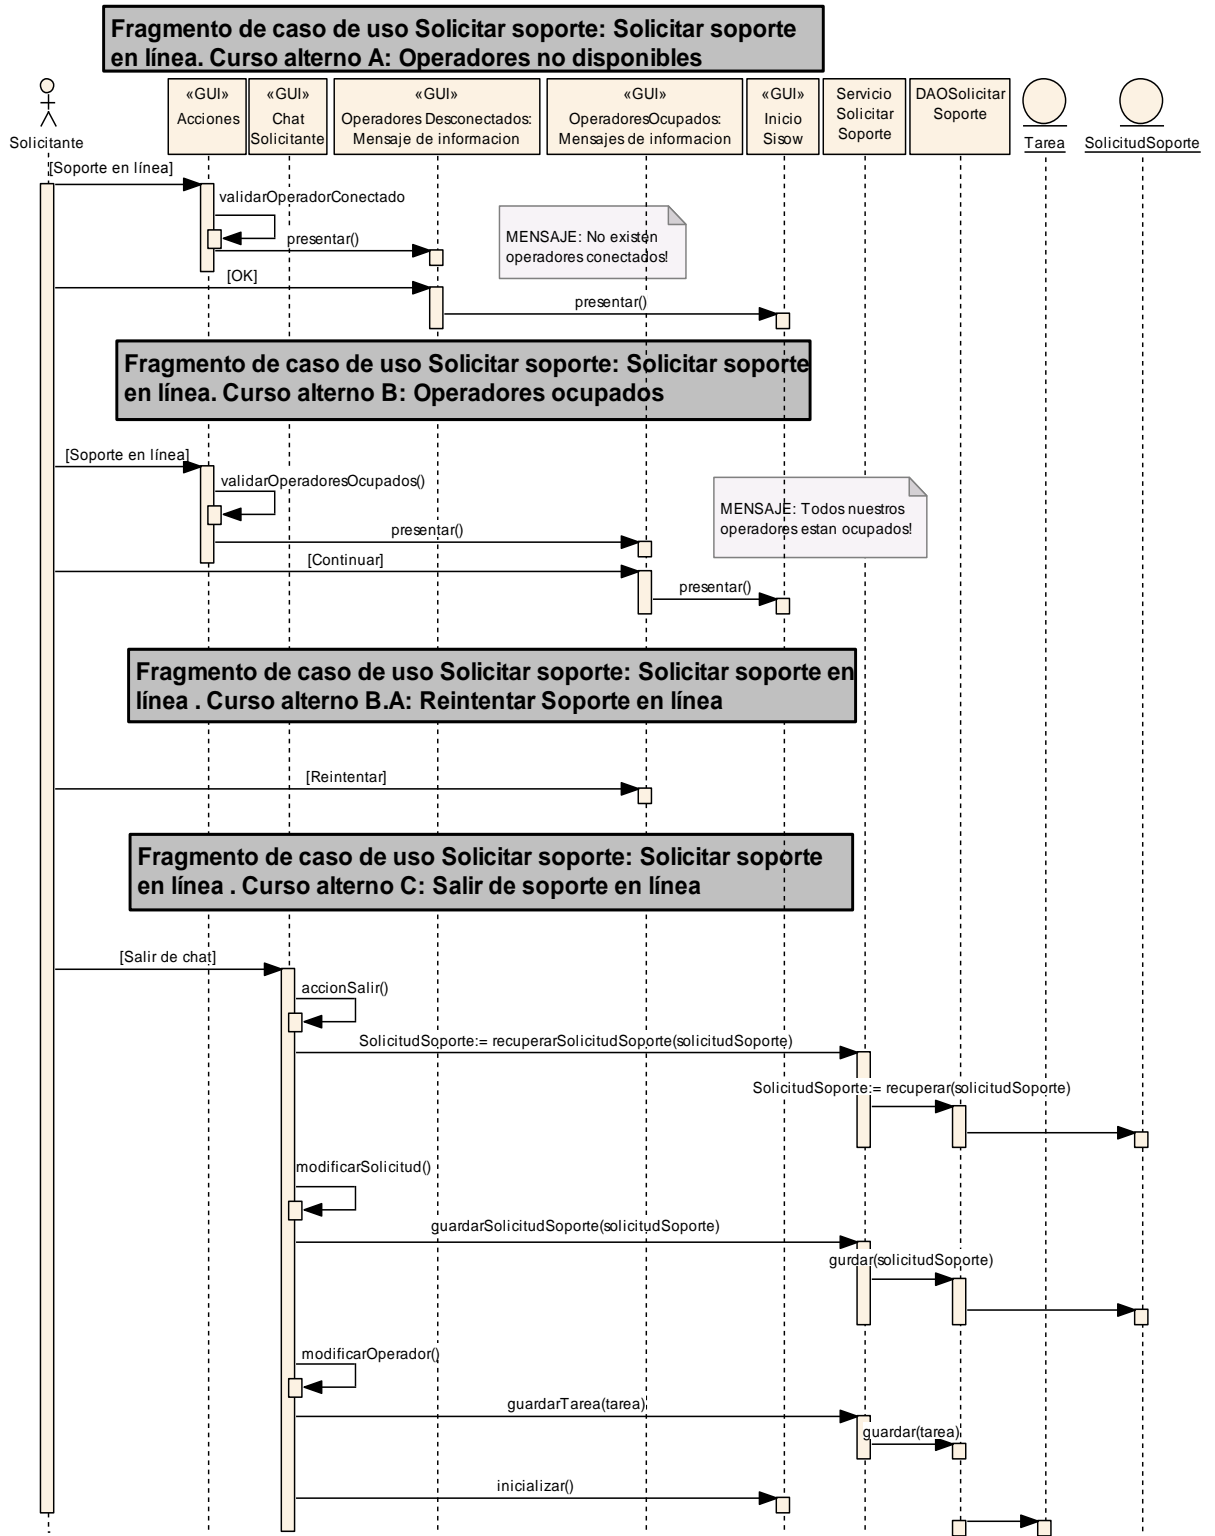 Fragmento de caso de uso Solicitar soporte: Solicitar soporte
en línea. Curso alterno A: Operadores no disponibles
Solicitante
«GUI»
Acciones
«GUI»
Chat
Solicitante
«GUI»
Operadores Desconectados:
Mensaje de informacion
«GUI»
OperadoresOcupados:
Mensajes de informacion
«GUI»
Inicio
Sisow
Servicio
Solicitar
Soporte
DAOSolicitar
Soporte
Tarea
SolicitudSoporte
[Soporte en línea]
validarOperadorConectado
presentar()
MENSAJE: No existen
operadores conectados!
[OK]
presentar()
Fragmento de caso de uso Solicitar soporte: Solicitar soporte
en línea. Curso alterno B: Operadores ocupados
[Soporte en línea]
validarOperadoresOcupados()
MENSAJE: Todos nuestros
operadores estan ocupados!
presentar()
[Continuar]
presentar()
Fragmento de caso de uso Solicitar soporte: Solicitar soporte en
línea . Curso alterno B.A: Reintentar Soporte en línea
[Reintentar]
Fragmento de caso de uso Solicitar soporte: Solicitar soporte
en línea . Curso alterno C: Salir de soporte en línea
[Salir de chat]
accionSalir()
SolicitudSoporte:= recuperarSolicitudSoporte(solicitudSoporte)
SolicitudSoporte:= recuperar(solicitudSoporte)
modificarSolicitud()
guardarSolicitudSoporte(solicitudSoporte)
gurdar(solicitudSoporte)
modificarOperador()
guardarTarea(tarea)
guardar(tarea)
inicializar()